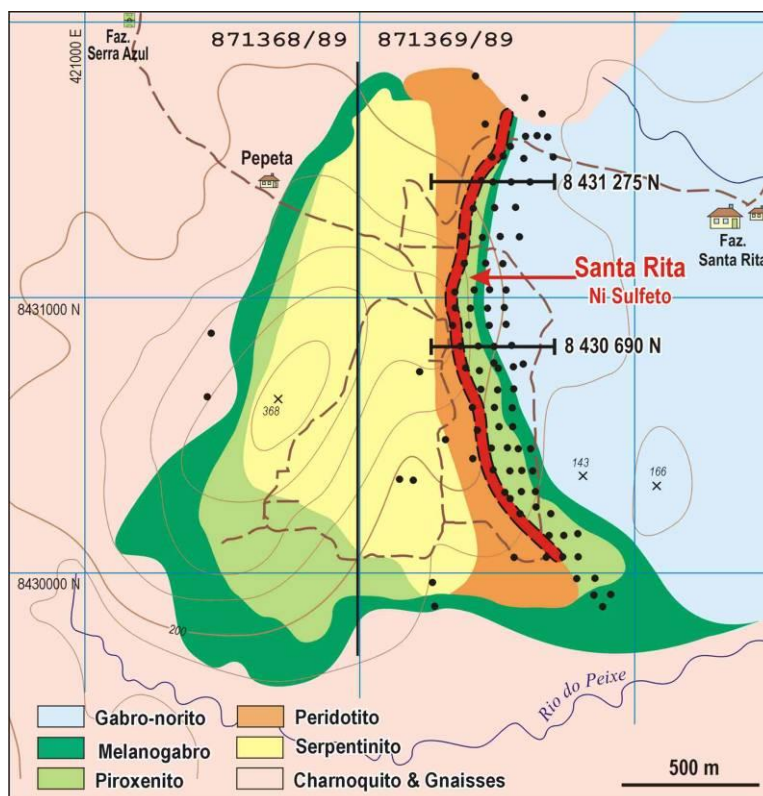 Faz.
Serra Azul
421000 E
871368/89
871369/89
Pepeta
8 431 275 N
Faz.
Santa Rita
Santa Rita
Ni Sulfeto
8431000 N
8 430 690 N
368
143
166
8430000 N
200
Rio do Peixe
Gabro-norito
Melanogabro
Piroxenito
Peridotito
Serpentinito
Charnoquito & Gnaisses
500 m